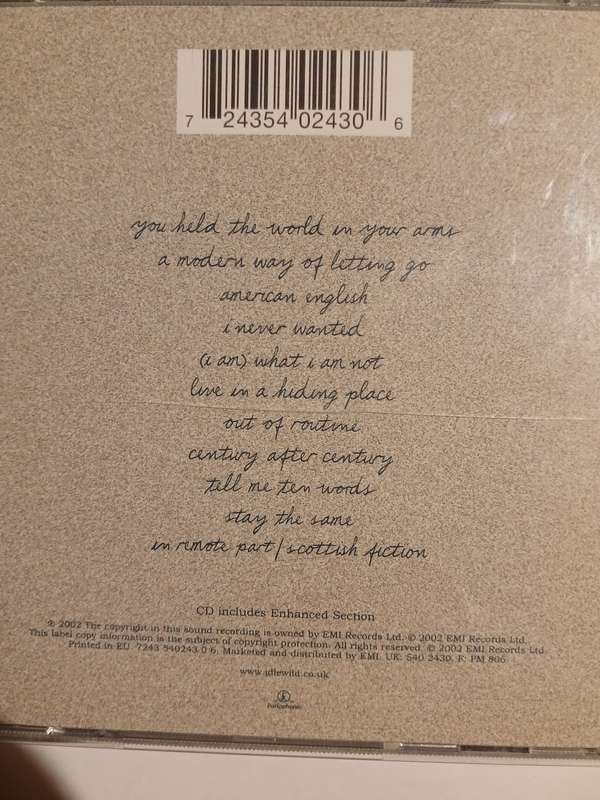 7 24354 02430 6
you held the world in your arms
a modern way of letting go
american english
i never wanted
(i am) what i am not
live in a hiding place
out of routine
century after century
tell me ten words
stay the same
in remote part / scottish fiction
CD includes Enhanced Section
℗ 2002 The copyright in this sound recording is owned by EMI Records Ltd. © 2002 EMI Records Ltd.
This label copy information is the subject of copyright protection. All rights reserved. © 2002 EMI Records Ltd.
Printed in EU. 7243 540243 0 6. Marketed and distributed by EMI. UK: 540 2430. F: PM 806
www.idlewild.co.uk
Parlophone